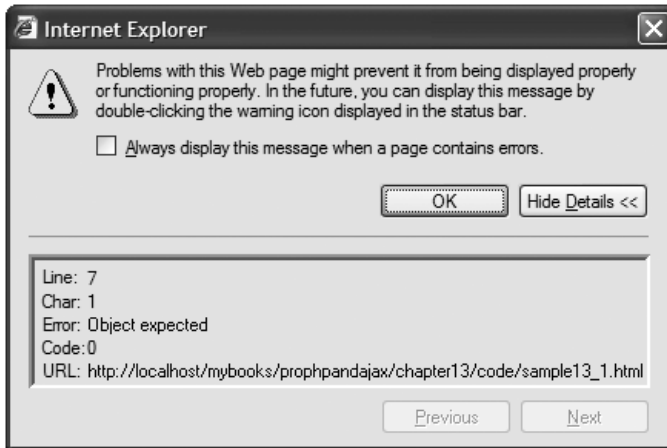 Internet Explorer
Problems with this Web page might prevent it from being displayed properly
or functioning properly. In the future, you can display this message by
double-clicking the warning icon displayed in the status bar.
Always display this message when a page contains errors.
OK
Hide Details <<
Line: 7
Char: 1
Error: Object expected
Code:0
URL: http://localhost/mybooks/prophpandajax/chapter13/code/sample13_1.html
Previous
Next